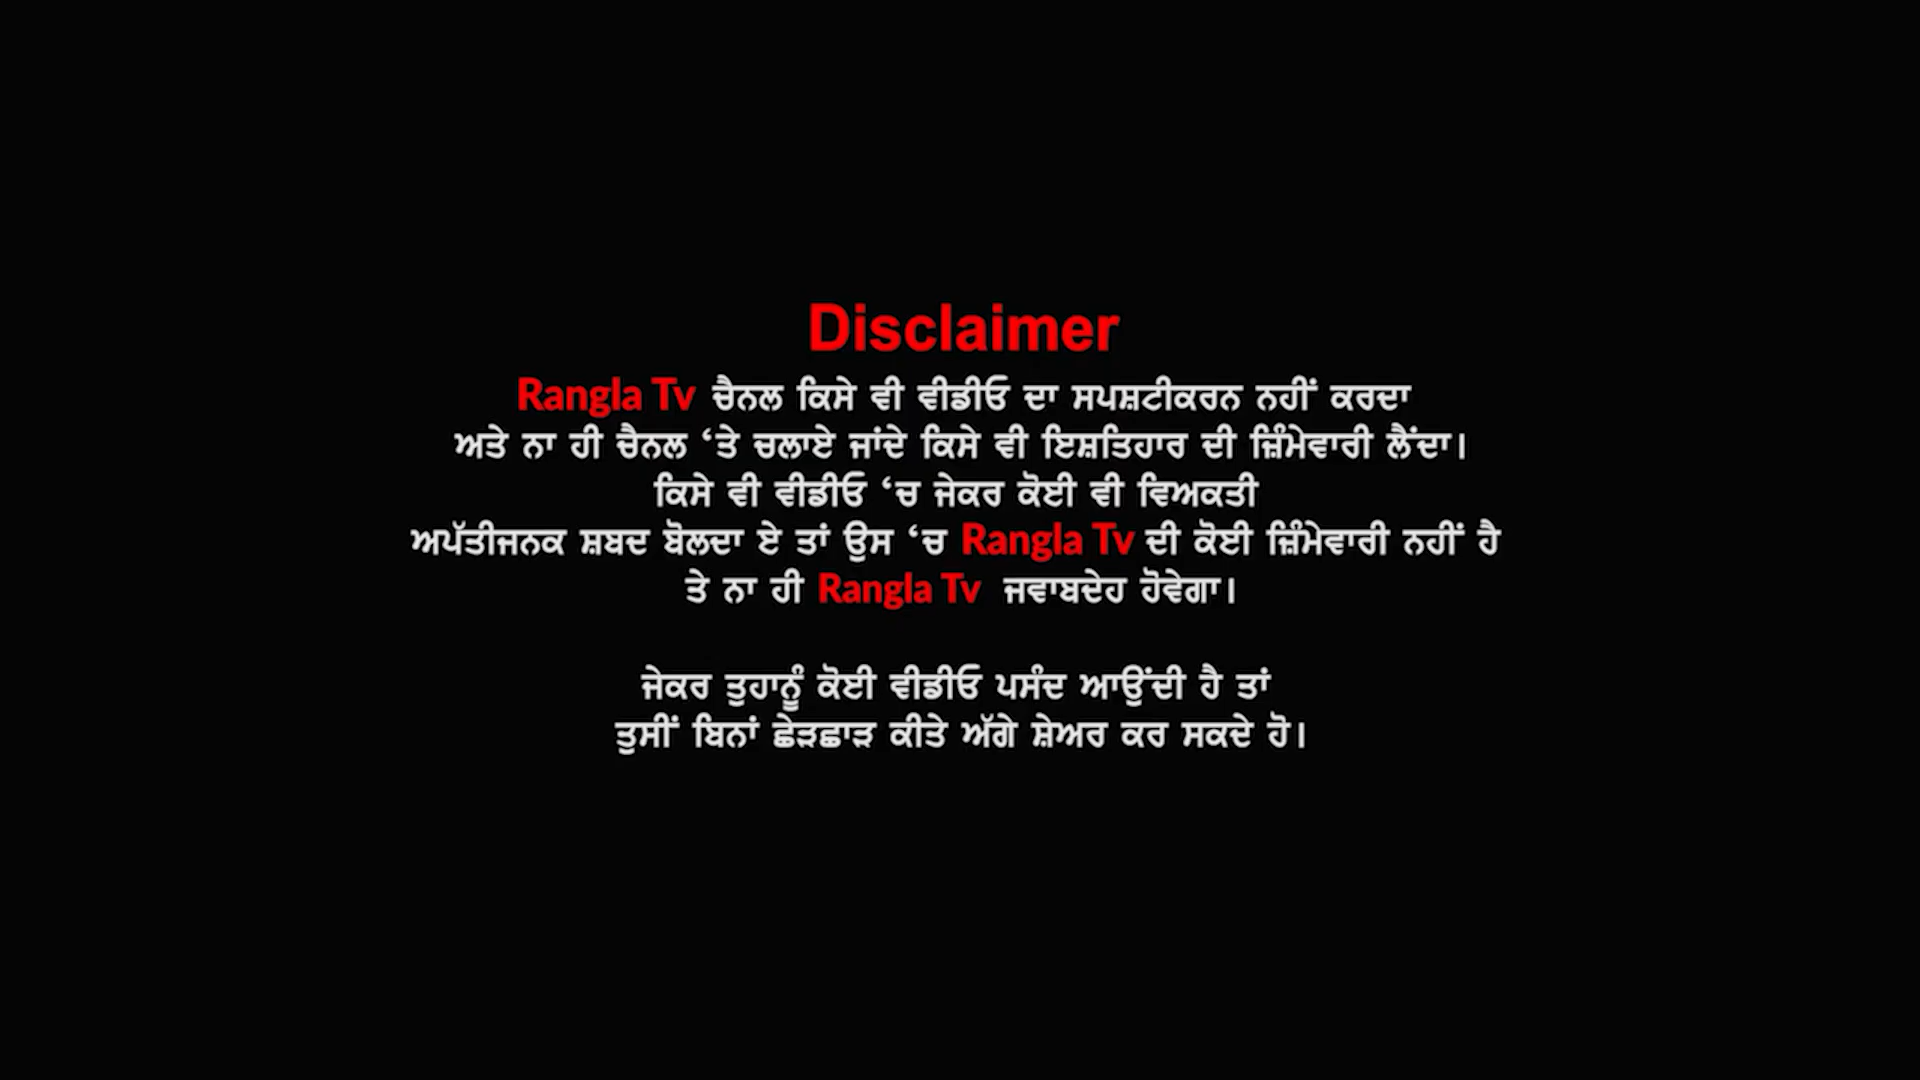 Disclaimer
Rangla Tv ਚੈਨਲ ਕਿਸੇ ਵੀ ਵੀਡੀਓ ਦਾ ਸਪਸ਼ਟੀਕਰਨ ਨਹੀਂ ਕਰਦਾ
ਅਤੇ ਨਾ ਹੀ ਚੈਨਲ ‘ਤੇ ਚਲਾਏ ਜਾਂਦੇ ਕਿਸੇ ਵੀ ਇਸ਼ਤਿਹਾਰ ਦੀ ਜ਼ਿੰਮੇਵਾਰੀ ਲੈਂਦਾ।
ਕਿਸੇ ਵੀ ਵੀਡੀਓ ‘ਚ ਜੇਕਰ ਕੋਈ ਵੀ ਵਿਅਕਤੀ
ਅਪੱਤੀਜਨਕ ਸ਼ਬਦ ਬੋਲਦਾ ਏ ਤਾਂ ਉਸ ‘ਚ Rangla Tv ਦੀ ਕੋਈ ਜ਼ਿੰਮੇਵਾਰੀ ਨਹੀਂ ਹੈ
ਤੇ ਨਾ ਹੀ Rangla Tv ਜਵਾਬਦੇਹ ਹੋਵੇਗਾ।
ਜੇਕਰ ਤੁਹਾਨੂੰ ਕੋਈ ਵੀਡੀਓ ਪਸੰਦ ਆਉਂਦੀ ਹੈ ਤਾਂ
ਤੁਸੀਂ ਬਿਨਾਂ ਛੇੜਛਾੜ ਕੀਤੇ ਅੱਗੇ ਸ਼ੇਅਰ ਕਰ ਸਕਦੇ ਹੋ।